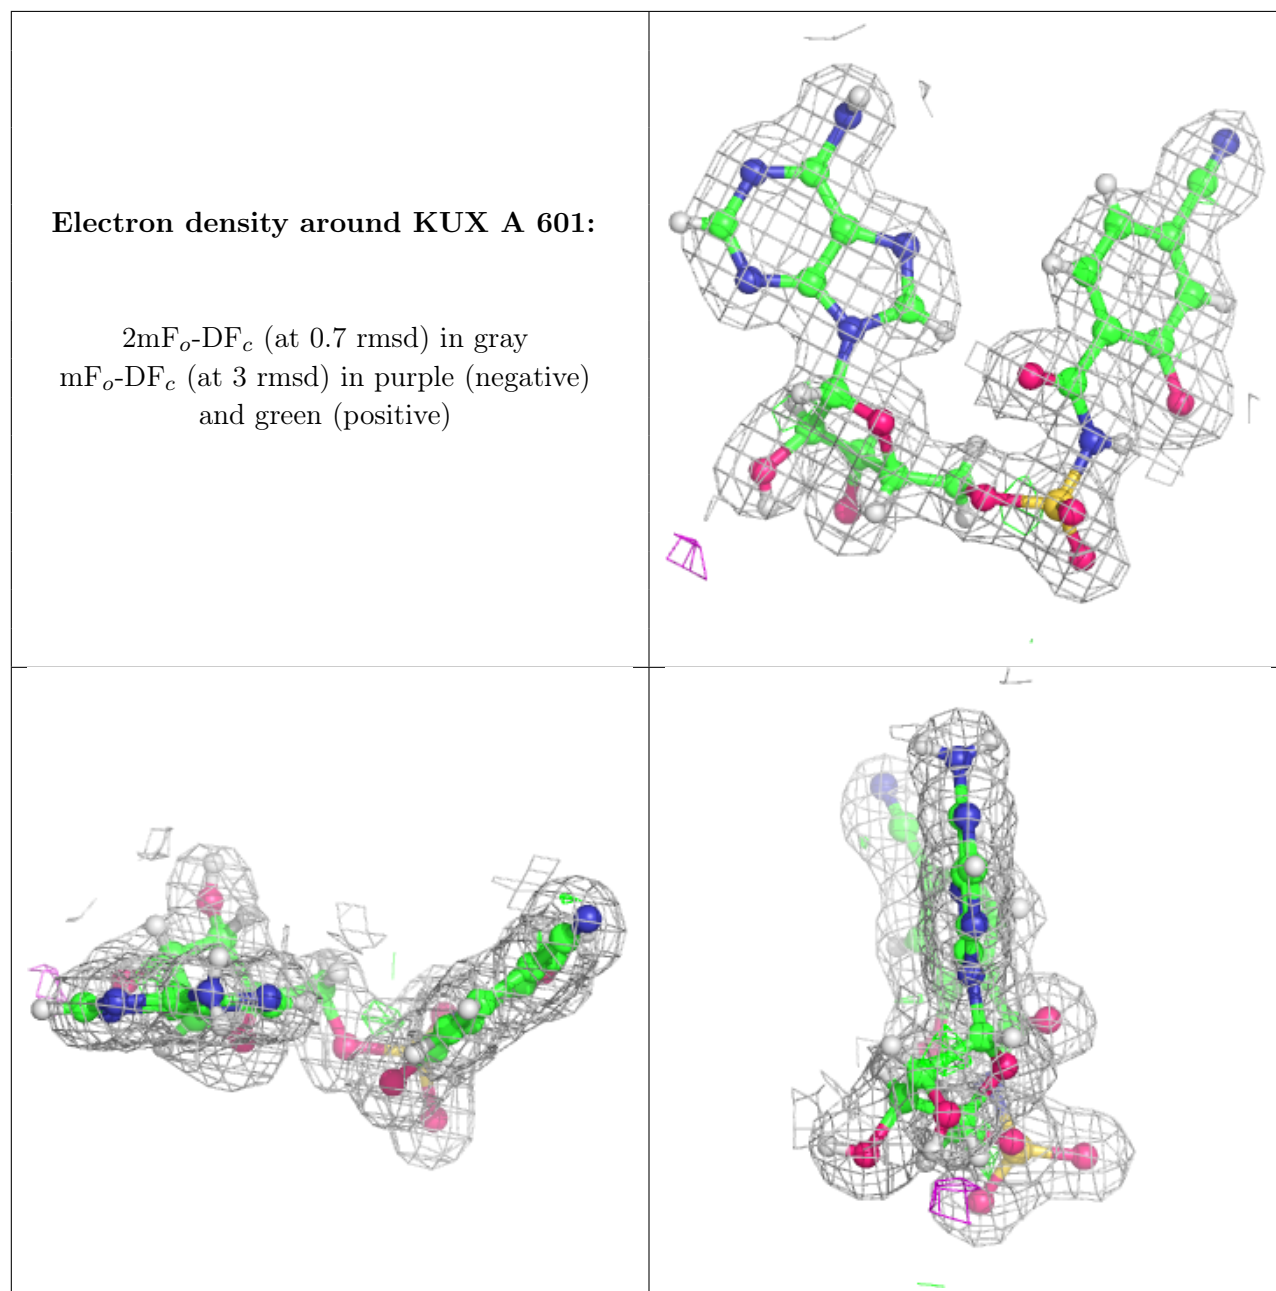 Electron density around KUX A 601:
2mFo-DFc (at 0.7 rmsd) in gray
mFo-DFc (at 3 rmsd) in purple (negative)
and green (positive)